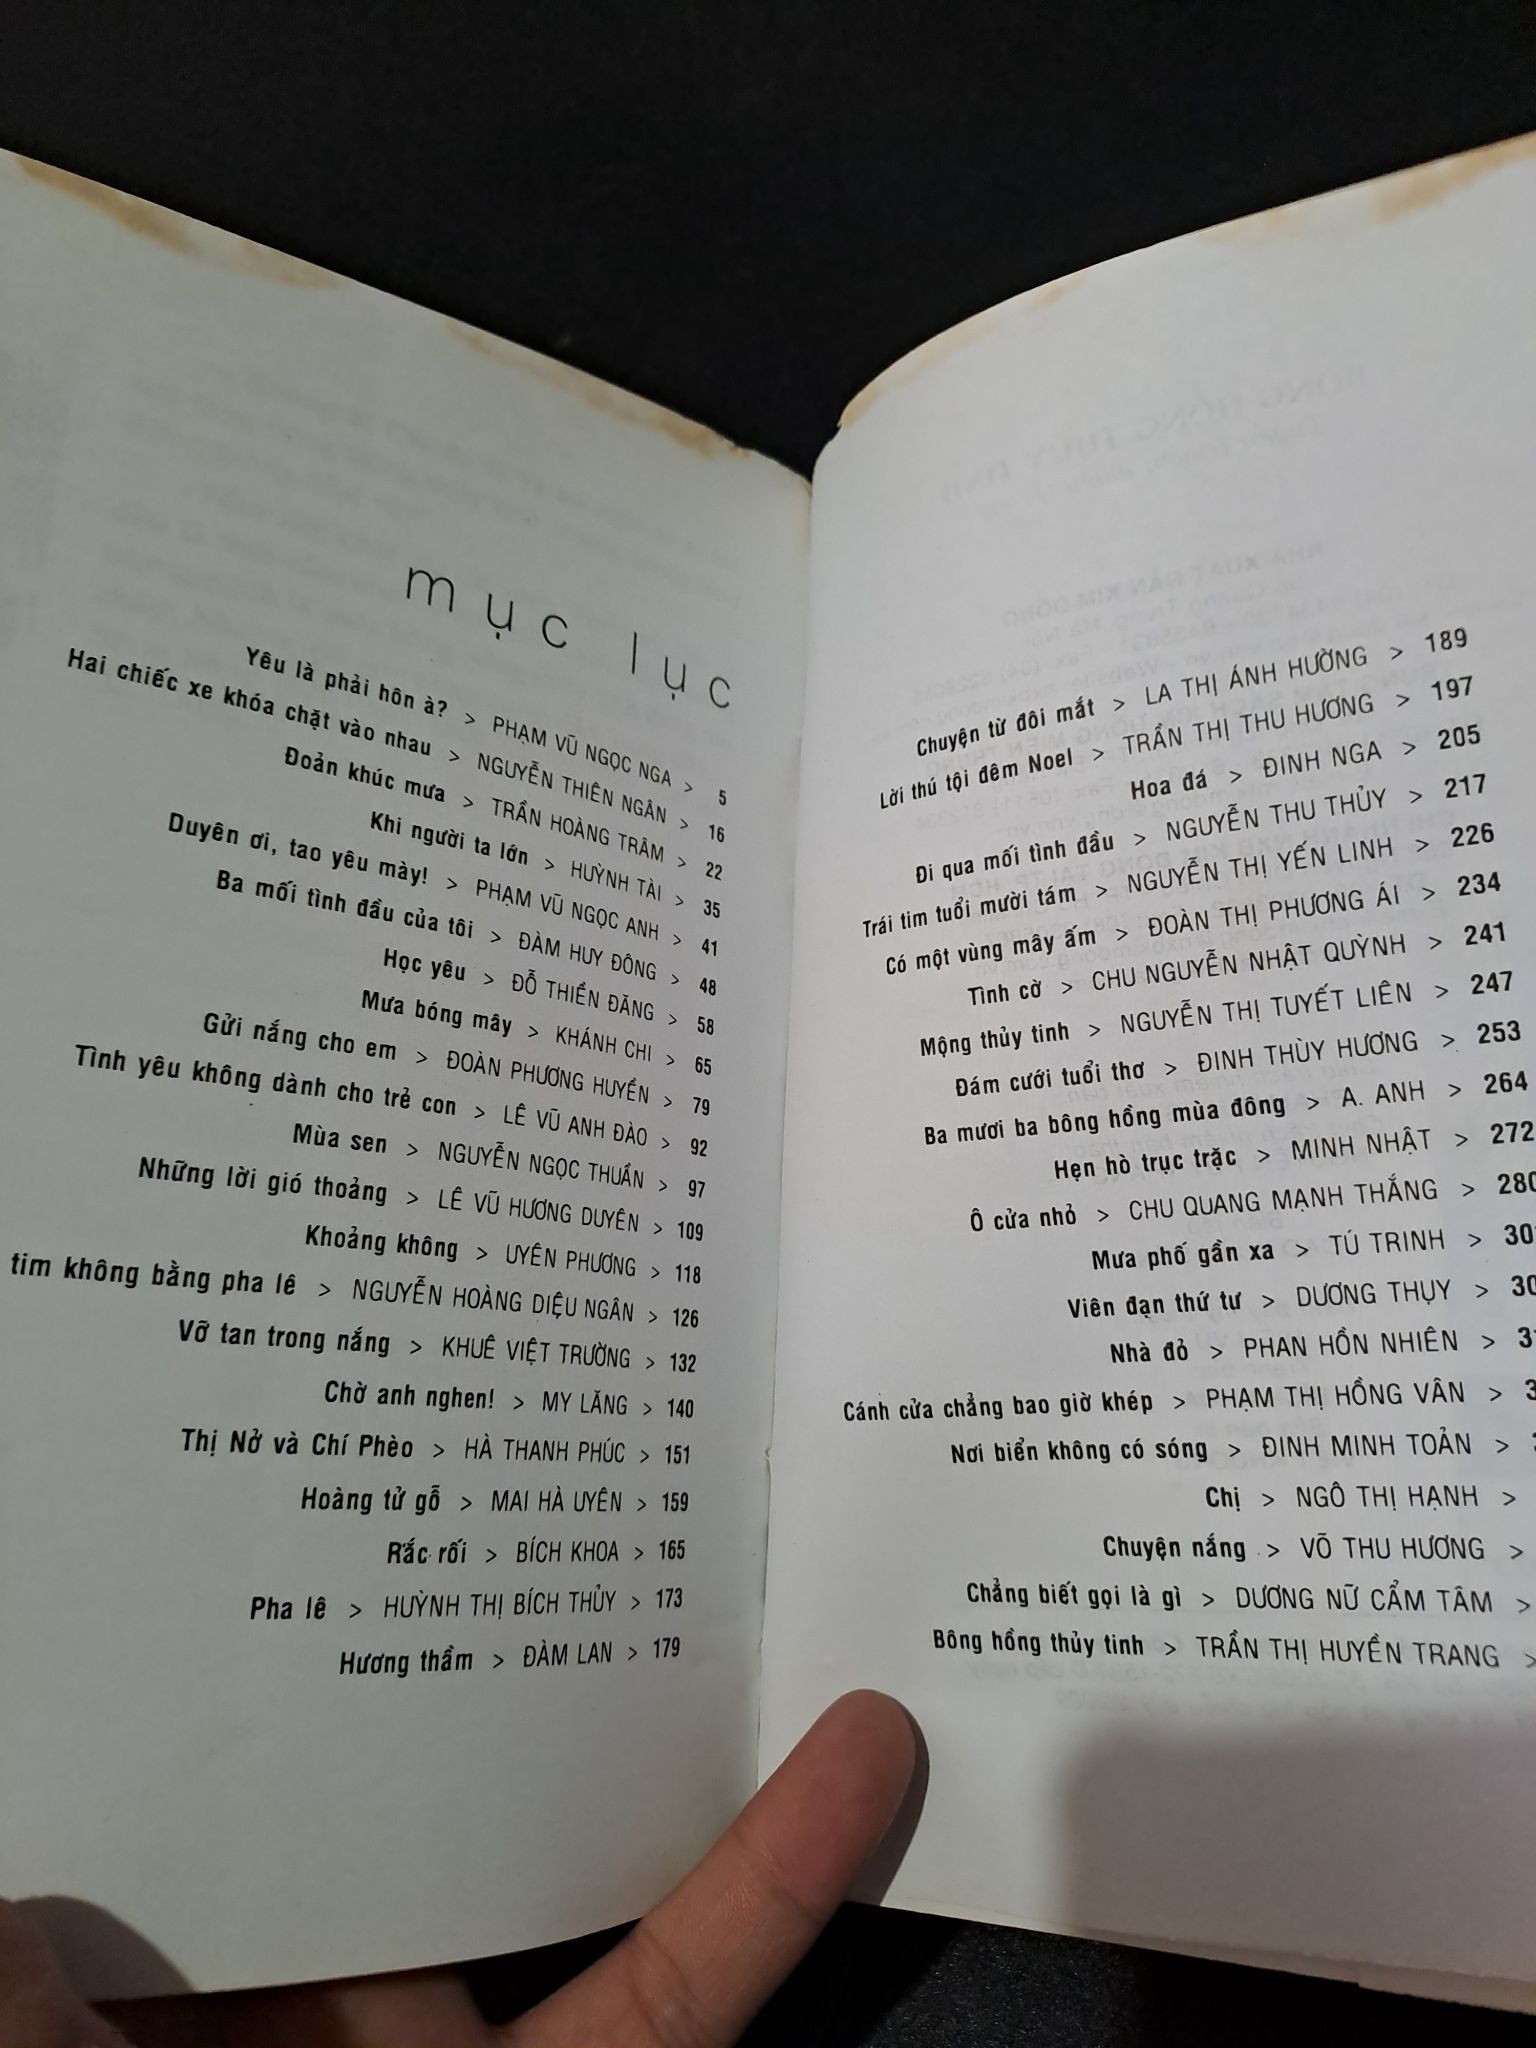 mục lục
Yêu là phải hôn à? > PHẠM VŨ NGỌC NGA > 5
Hai chiếc xe khóa chặt vào nhau > NGUYỄN THIÊN NGÂN > 16
Đoản khúc mưa > TRẦN HOÀNG TRÂM > 22
Khi người ta lớn > HUỲNH TÀI > 35
Duyên ơi, tao yêu mày! > PHẠM VŨ NGỌC ANH > 41
Ba mối tình đầu của tôi > ĐÀM HUY ĐÔNG > 48
Học yêu > ĐỖ THIỀN ĐĂNG > 58
Mưa bóng mây > KHÁNH CHI > 65
Gửi nắng cho em > ĐOÀN PHƯƠNG HUYỀN > 79
Tình yêu không dành cho trẻ con > LÊ VŨ ANH ĐÀO > 92
Mùa sen > NGUYỄN NGỌC THUẦN > 97
Những lời gió thoảng > LÊ VŨ HƯƠNG DUYÊN > 109
Khoảng không > UYÊN PHƯƠNG > 118
tim không bằng pha lê > NGUYỄN HOÀNG DIỆU NGÂN > 126
Vỡ tan trong nắng > KHUÊ VIỆT TRƯỜNG > 132
Chờ anh nghen! > MY LĂNG > 140
Thị Nở và Chí Phèo > HÀ THANH PHÚC > 151
Hoàng tử gỗ > MAI HÀ UYÊN > 159
Rắc rối > BÍCH KHOA > 165
Pha lê > HUỲNH THỊ BÍCH THỦY > 173
Hương thầm > ĐÀM LAN > 179
Chuyện từ đôi mắt > LA THỊ ÁNH HƯỜNG > 189
Lời thú tội đêm Noel > TRẦN THỊ THU HƯƠNG > 197
Hoa đá > ĐINH NGA > 205
Đi qua mối tình đầu > NGUYỄN THU THỦY > 217
Trái tim tuổi mười tám > NGUYỄN THỊ YẾN LINH > 226
Có một vùng mây ấm > ĐOÀN THỊ PHƯƠNG ÁI > 234
Tình cờ > CHU NGUYỄN NHẬT QUỲNH > 241
Mộng thủy tinh > NGUYỄN THỊ TUYẾT LIÊN > 247
Đám cưới tuổi thơ > ĐINH THÙY HƯƠNG > 253
Ba mươi ba bông hồng mùa đông > A. ANH > 264
Hẹn hò trục trặc > MINH NHẬT > 272
Ô cửa nhỏ > CHU QUANG MẠNH THẮNG > 280
Mưa phố gần xa > TÚ TRINH >
Viên đạn thứ tư > DƯƠNG THỤY >
Nhà đỏ > PHAN HỒN NHIÊN >
Cánh cửa chẳng bao giờ khép > PHẠM THỊ HỒNG VÂN >
Nơi biển không có sóng > ĐINH MINH TOẢN >
Chị > NGÔ THỊ HẠNH >
Chuyện nắng > VÕ THU HƯƠNG >
Chẳng biết gọi là gì > DƯƠNG NỮ CẨM TÂM >
Bông hồng thủy tinh > TRẦN THỊ HUYỀN TRANG >